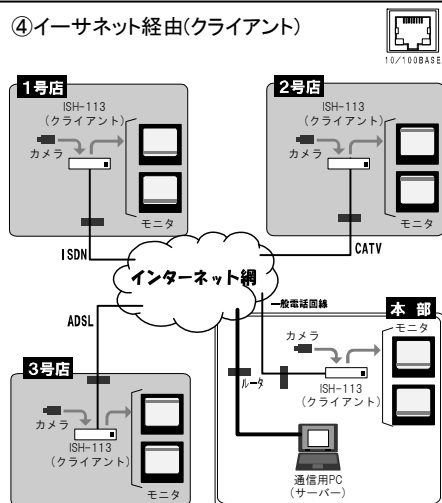 ④イーサネット経由(クライアント)
10/100BASE
1号店
ISH-113
(クライアント)
カメラ
モニタ
ISDN
2号店
ISH-113
(クライアント)
カメラ
モニタ
CATV
インターネット網
一般電話回線
ADSL
3号店
カメラ
ISH-113
(クライアント)
モニタ
本 部
モニタ
カメラ
ルータ
ISH-113
(クライアント)
通信用PC
(サーバー)